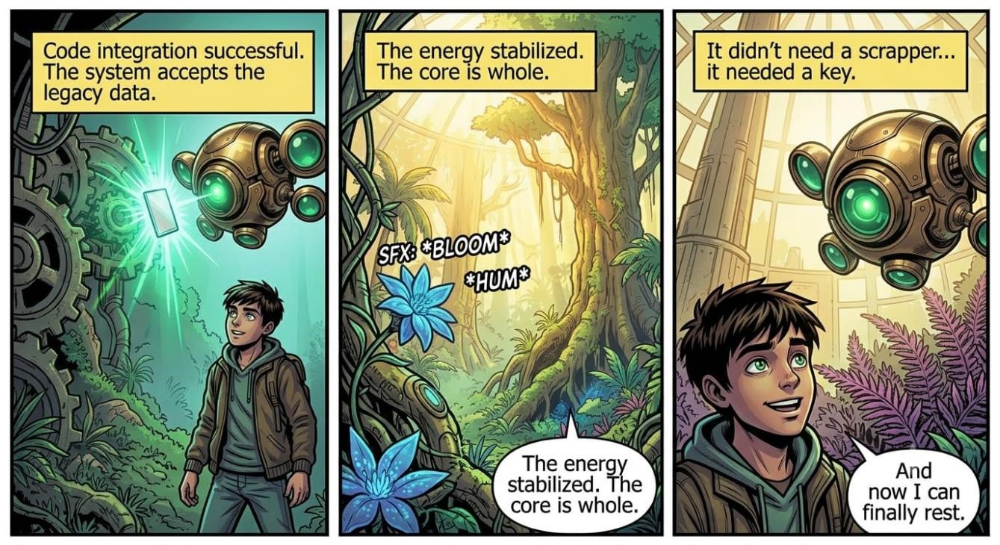 Code integration successful.
The system accepts the
legacy data.
The energy stabilized.
The core is whole.
SFX: *BLOOM*
*HUM*
The energy
stabilized. The
core is whole.
It didn't need a scrapper...
it needed a key.
And
now I can
finally rest.